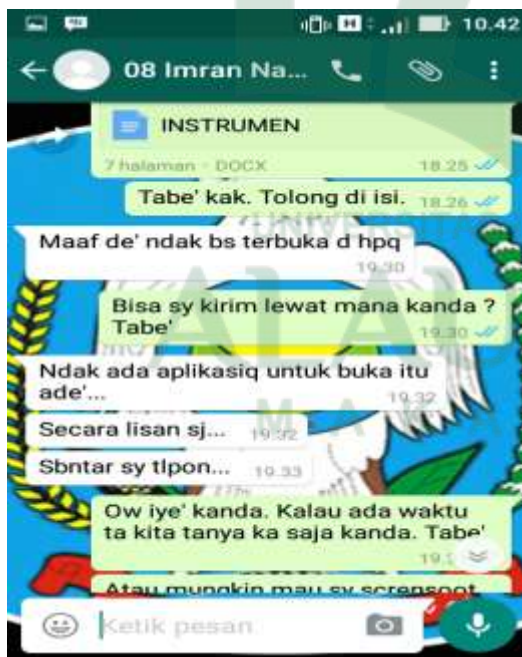 10.42
08 Imran Na...
INSTRUMEN
7 halaman - DOCX 18.25
Tabe' kak. Tolong di isi. 18.26
Maaf de' ndak bs terbuka d hpq
19.30
Bisa sy kirim lewat mana kanda ?
Tabe' 19.30
Ndak ada aplikasiq untuk buka itu
ade'... 19.32
Secara lisan sj... 19.32
Sbntar sy tlpon... 19.33
Ow iye' kanda. Kalau ada waktu
ta kita tanya ka saja kanda. Tabe'
Atau mungkin mau sy scrensoot
Ketik pesan